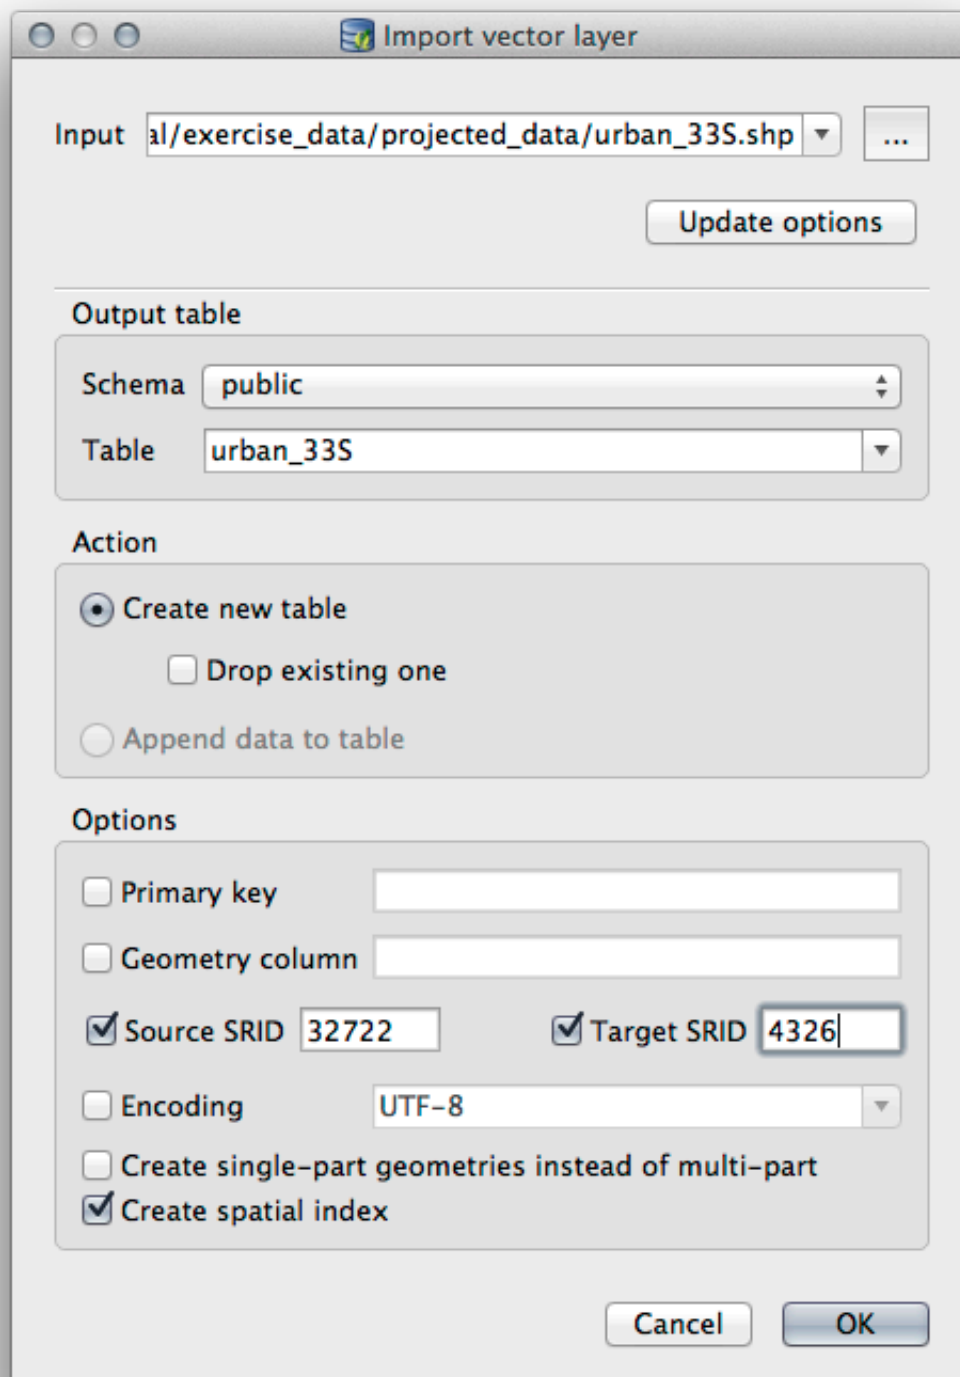 Import vector layer
Input al/exercise_data/projected_data/urban_33S.shp ...
Update options
Output table
Schema public
Table urban_33S
Action
Create new table
Drop existing one
Append data to table
Options
Primary key
Geometry column
Source SRID 32722 Target SRID 4326
Encoding UTF-8
Create single-part geometries instead of multi-part
Create spatial index
Cancel OK